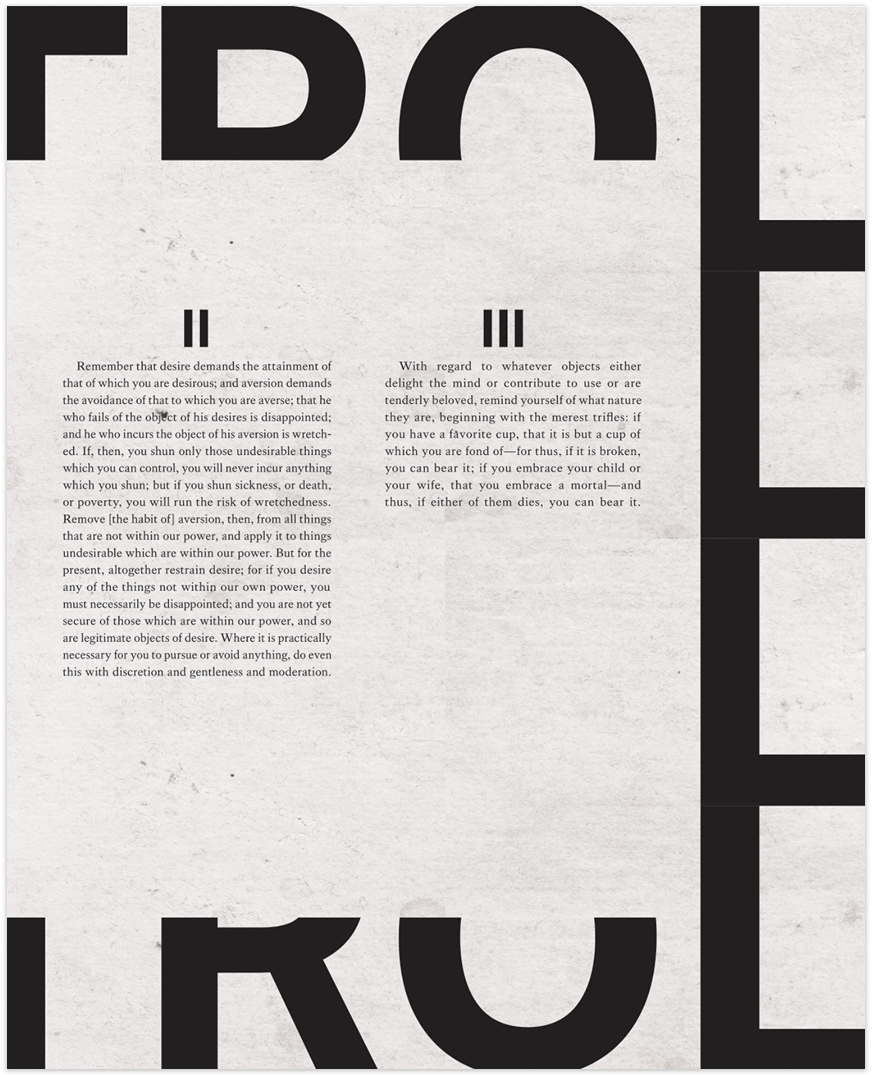 TROL
II
Remember that desire demands the attainment of
that of which you are desirous; and aversion demands
the avoidance of that to which you are averse; that he
who fails of the object of his desires is disappointed;
and he who incurs the object of his aversion is wretch-
ed. If, then, you shun only those undesirable things
which you can control, you will never incur anything
which you shun; but if you shun sickness, or death,
or poverty, you will run the risk of wretchedness.
Remove [the habit of] aversion, then, from all things
that are not within our power, and apply it to things
undesirable which are within our power. But for the
present, altogether restrain desire; for if you desire
any of the things not within our own power, you
must necessarily be disappointed; and you are not yet
secure of those which are within our power, and so
are legitimate objects of desire. Where it is practically
necessary for you to pursue or avoid anything, do even
this with discretion and gentleness and moderation.
III
With regard to whatever objects either
delight the mind or contribute to use or are
tenderly beloved, remind yourself of what nature
they are, beginning with the merest trifles: if
you have a favorite cup, that it is but a cup of
which you are fond of—for thus, if it is broken,
you can bear it; if you embrace your child or
your wife, that you embrace a mortal—and
thus, if either of them dies, you can bear it.
L
L
TROL